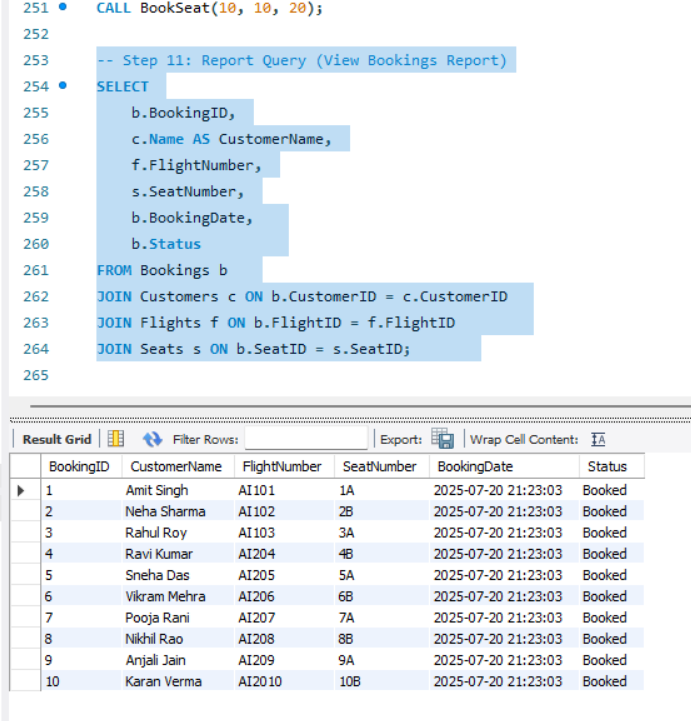 251 CALL BookSeat(10, 10, 20);
252
253 -- Step 11: Report Query (View Bookings Report)
254 SELECT
255 b.BookingID,
256 c.Name AS CustomerName,
257 f.FlightNumber,
258 s.SeatNumber,
259 b.BookingDate,
260 b.Status
261 FROM Bookings b
262 JOIN Customers c ON b.CustomerID = c.CustomerID
263 JOIN Flights f ON b.FlightID = f.FlightID
264 JOIN Seats s ON b.SeatID = s.SeatID;
265
Result Grid Filter Rows: Export: Wrap Cell Content: IA
BookingID CustomerName FlightNumber SeatNumber BookingDate Status
1 Amit Singh AI101 1A 2025-07-20 21:23:03 Booked
2 Neha Sharma AI102 2B 2025-07-20 21:23:03 Booked
3 Rahul Roy AI103 3A 2025-07-20 21:23:03 Booked
4 Ravi Kumar AI204 4B 2025-07-20 21:23:03 Booked
5 Sneha Das AI205 5A 2025-07-20 21:23:03 Booked
6 Vikram Mehra AI206 6B 2025-07-20 21:23:03 Booked
7 Pooja Rani AI207 7A 2025-07-20 21:23:03 Booked
8 Nikhil Rao AI208 8B 2025-07-20 21:23:03 Booked
9 Anjali Jain AI209 9A 2025-07-20 21:23:03 Booked
10 Karan Verma AI2010 10B 2025-07-20 21:23:03 Booked